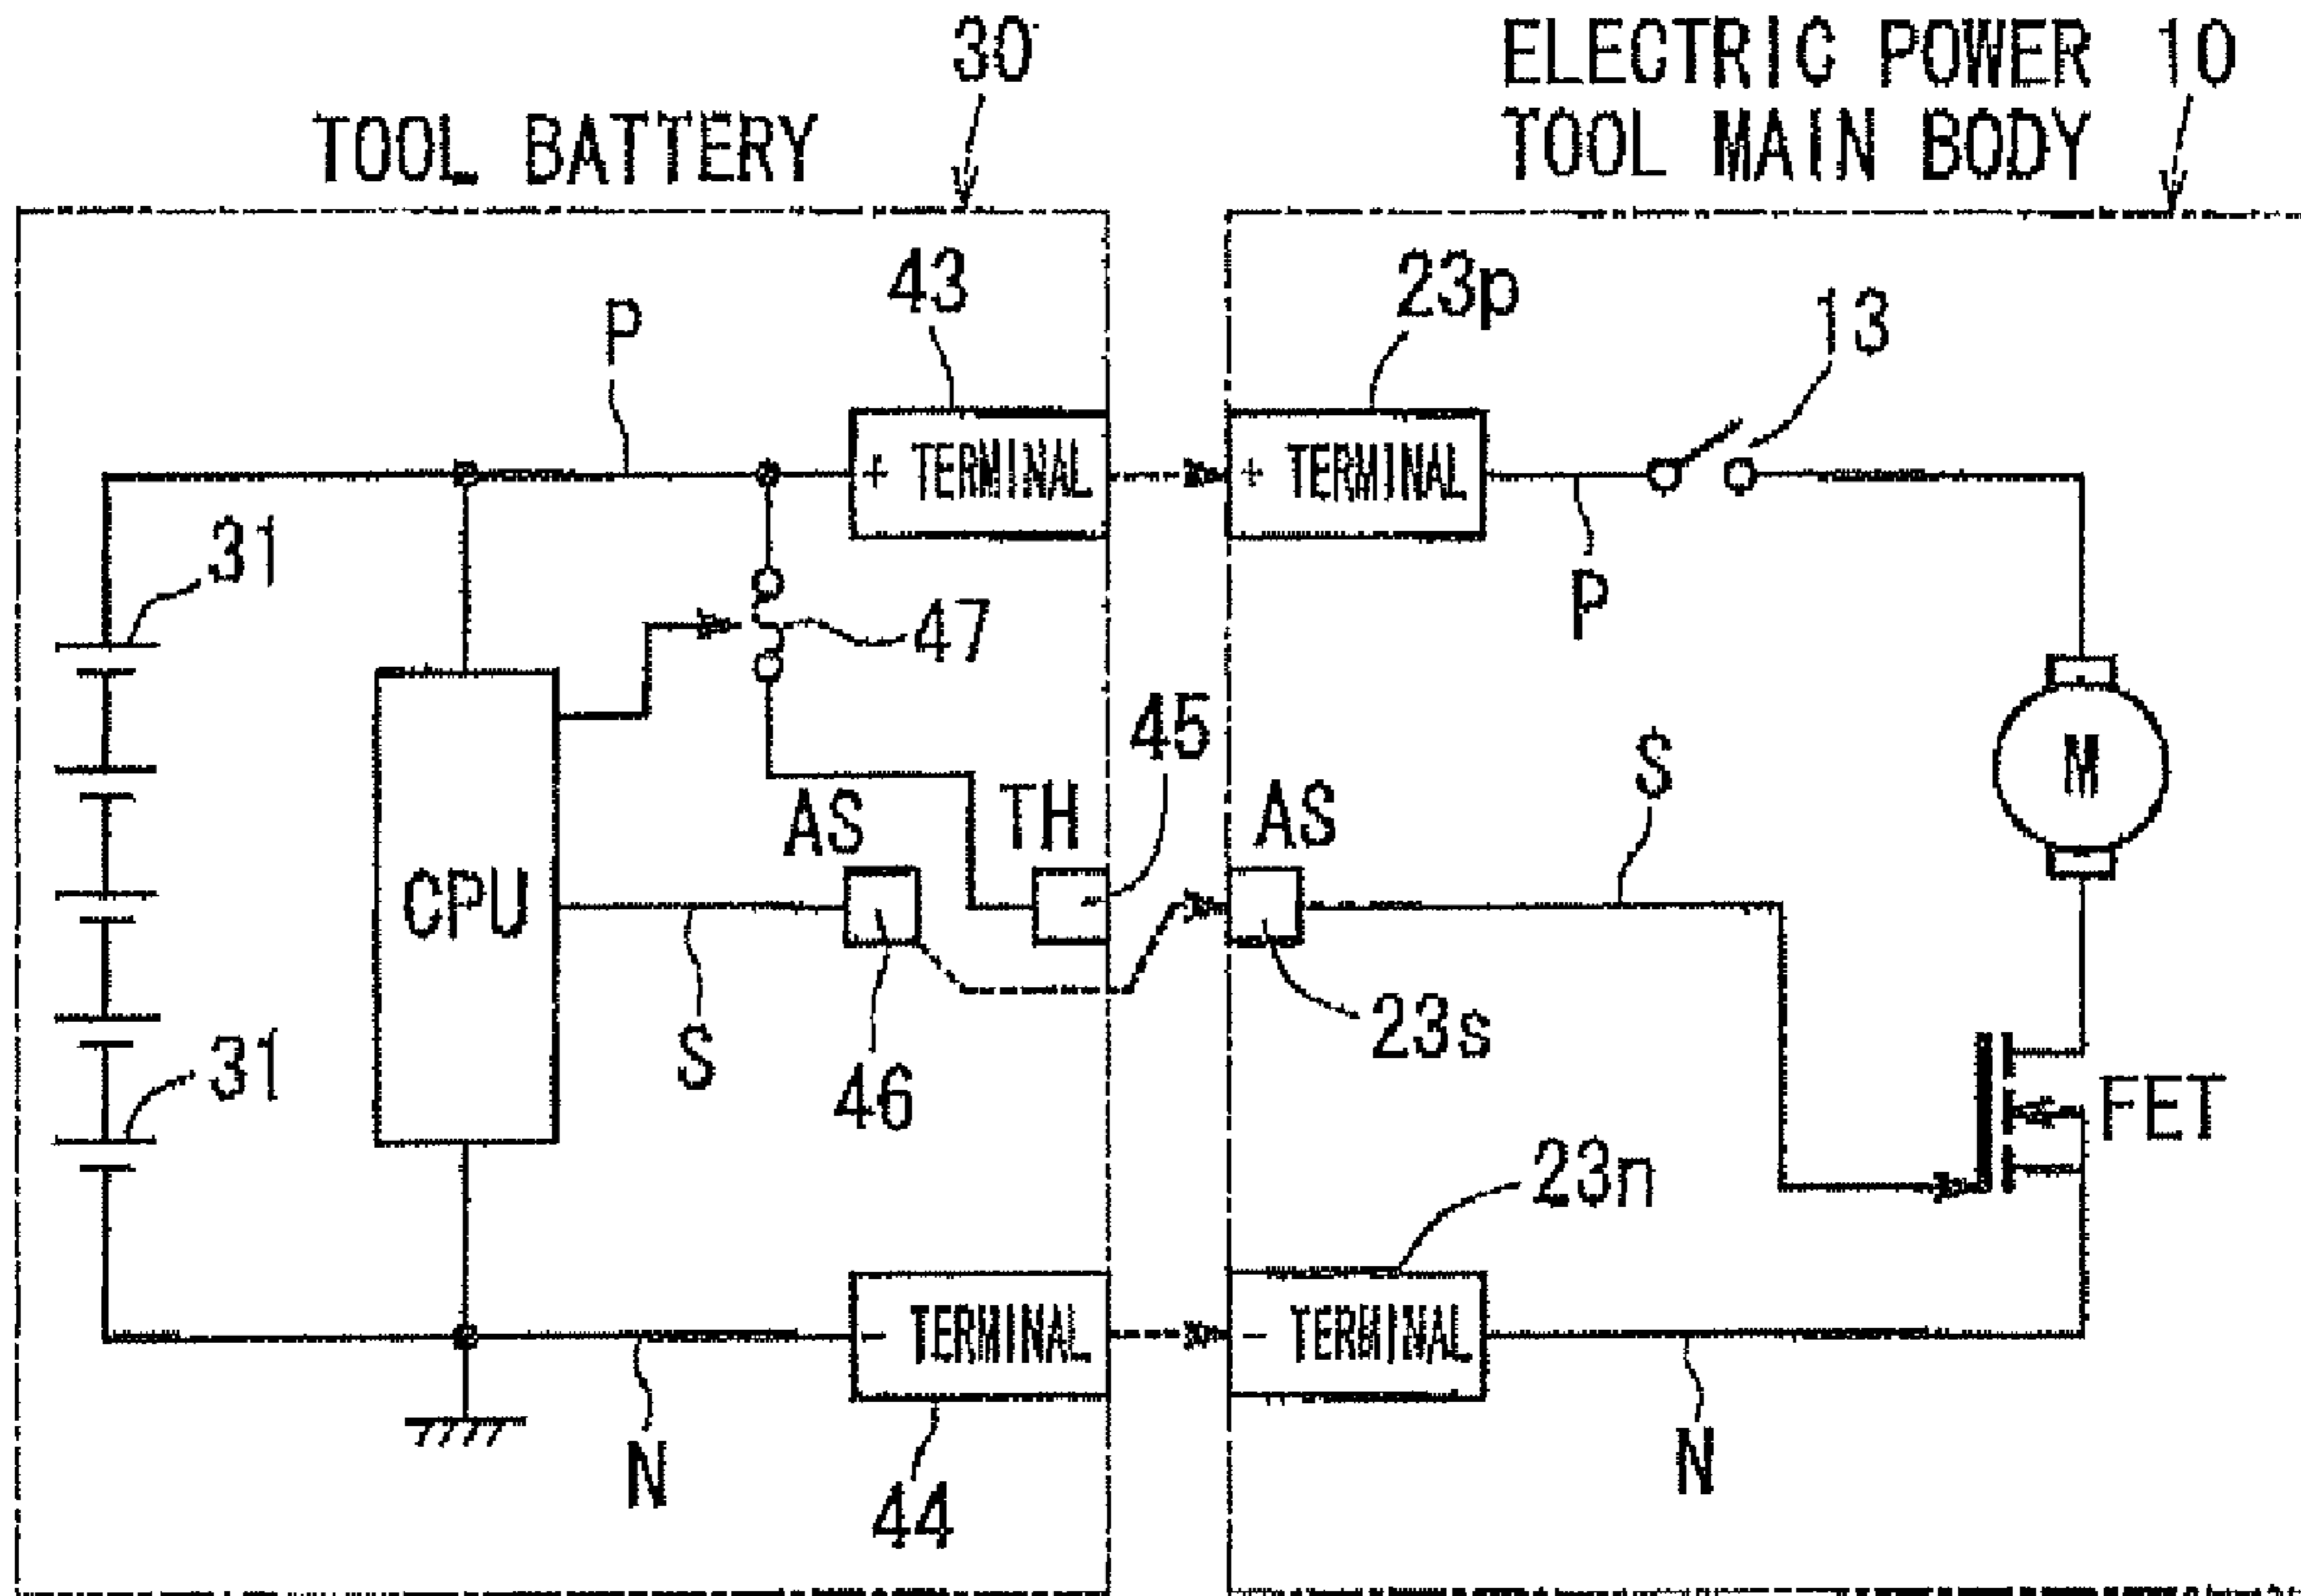 30
ELECTRIC POWER 10
TOOL BATTERY
TOOL MAIN BODY
43
23p
13
P
+ TERMINAL
+ TERMINAL
P
31
47
45
S
M
AS
TH
AS
CPU
S
46
23s
31
FET
23n
- TERMINAL
- TERMINAL
N
44
N